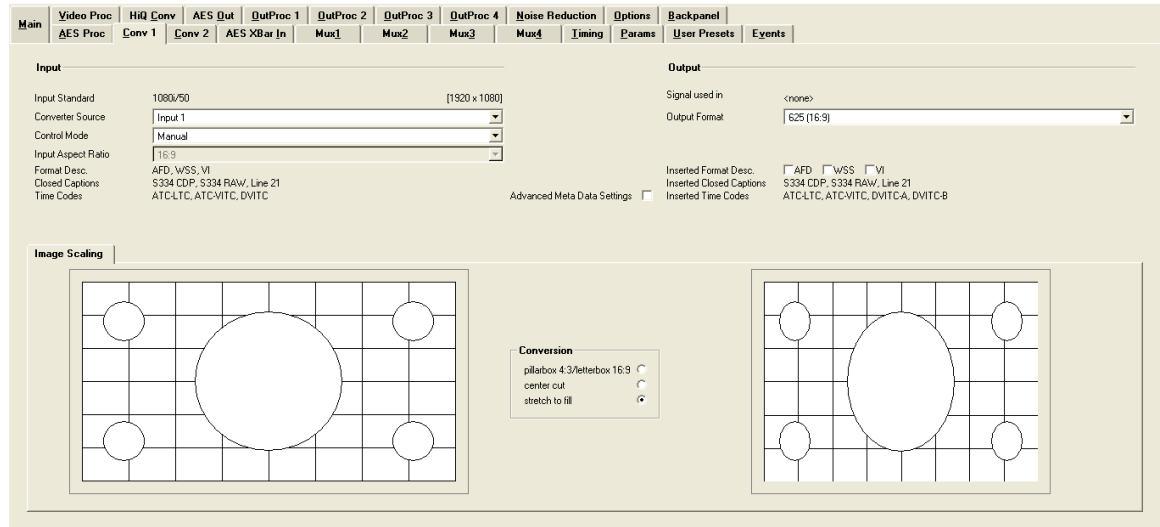 Main
Video Proc HiQ Conv AES Out OutProc 1 OutProc 2 OutProc 3 OutProc 4 Noise Reduction Options Backpanel
AES Proc Conv 1 Conv 2 AES XBar In Mux1 Mux2 Mux3 Mux4 Timing Params User Presets Events
Input
Input Standard 1080i/50 [1920 x 1080]
Converter Source Input 1
Control Mode Manual
Input Aspect Ratio 16:9
Format Desc. AFD, WSS, VI
Closed Captions S334 CDP, S334 RAW, Line 21
Time Codes ATC-LTC, ATC-VITC, DVITC
Advanced Meta Data Settings
Output
Signal used in <none>
Output Format 625 (16:9)
Inserted Format Desc. AFD WSS VI
Inserted Closed Captions S334 CDP, S334 RAW, Line 21
Inserted Time Codes ATC-LTC, ATC-VITC, DVITC-A, DVITC-B
Image Scaling
Conversion
pillarbox 4:3/letterbox 16:9
center cut
stretch to fill